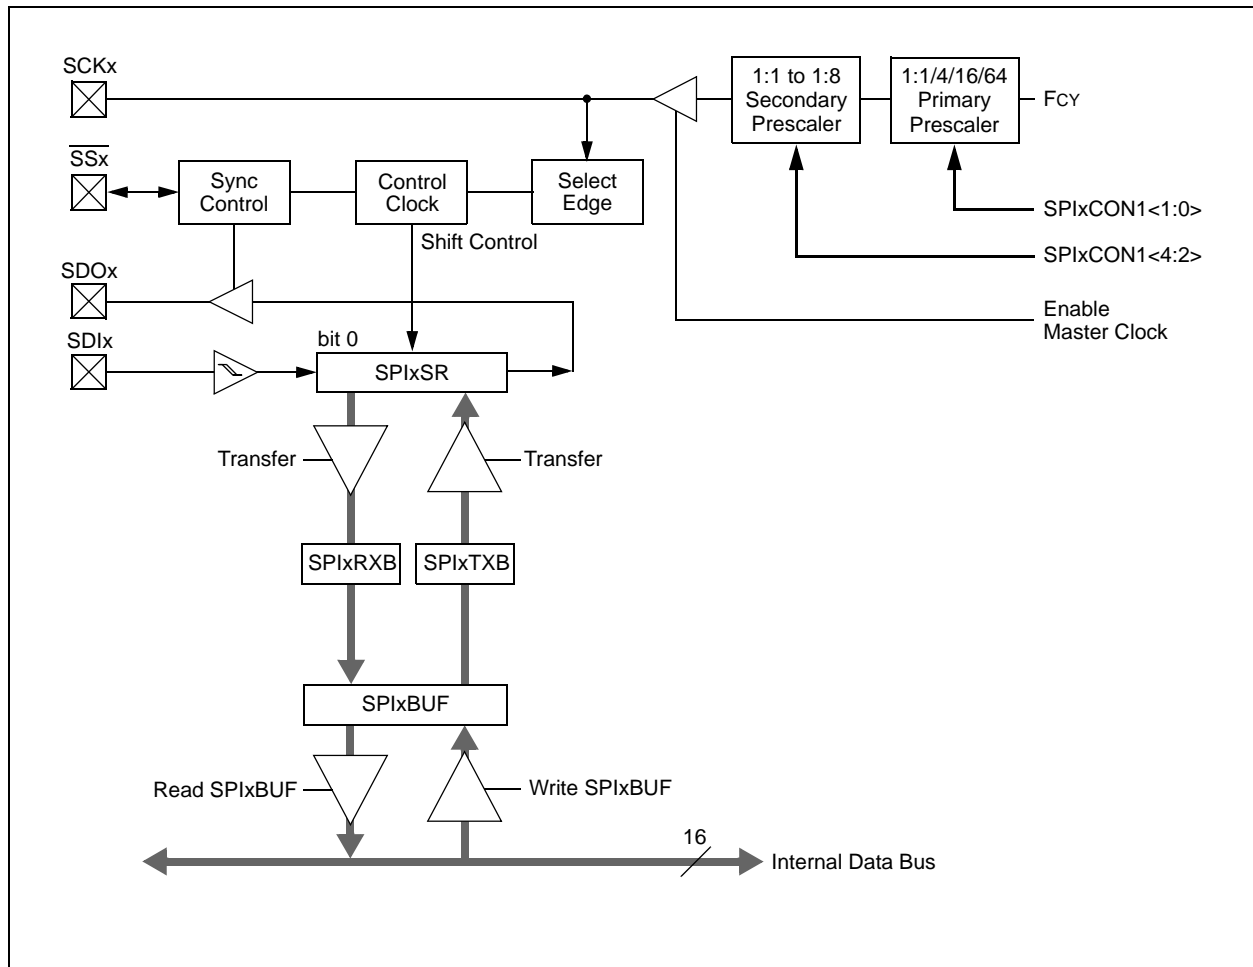 SCKx
1:1 to 1:8
Secondary
Prescaler
1:1/4/16/64
Primary
Prescaler
FCY
SSx
Sync
Control
Control
Clock
Select
Edge
SPIxCON1<1:0>
Shift Control
SPIxCON1<4:2>
SDOx
Enable
Master Clock
SDIx
bit 0
SPIxSR
Transfer
Transfer
SPIxRXB
SPIxTXB
SPIxBUF
Read SPIxBUF
Write SPIxBUF
16
Internal Data Bus